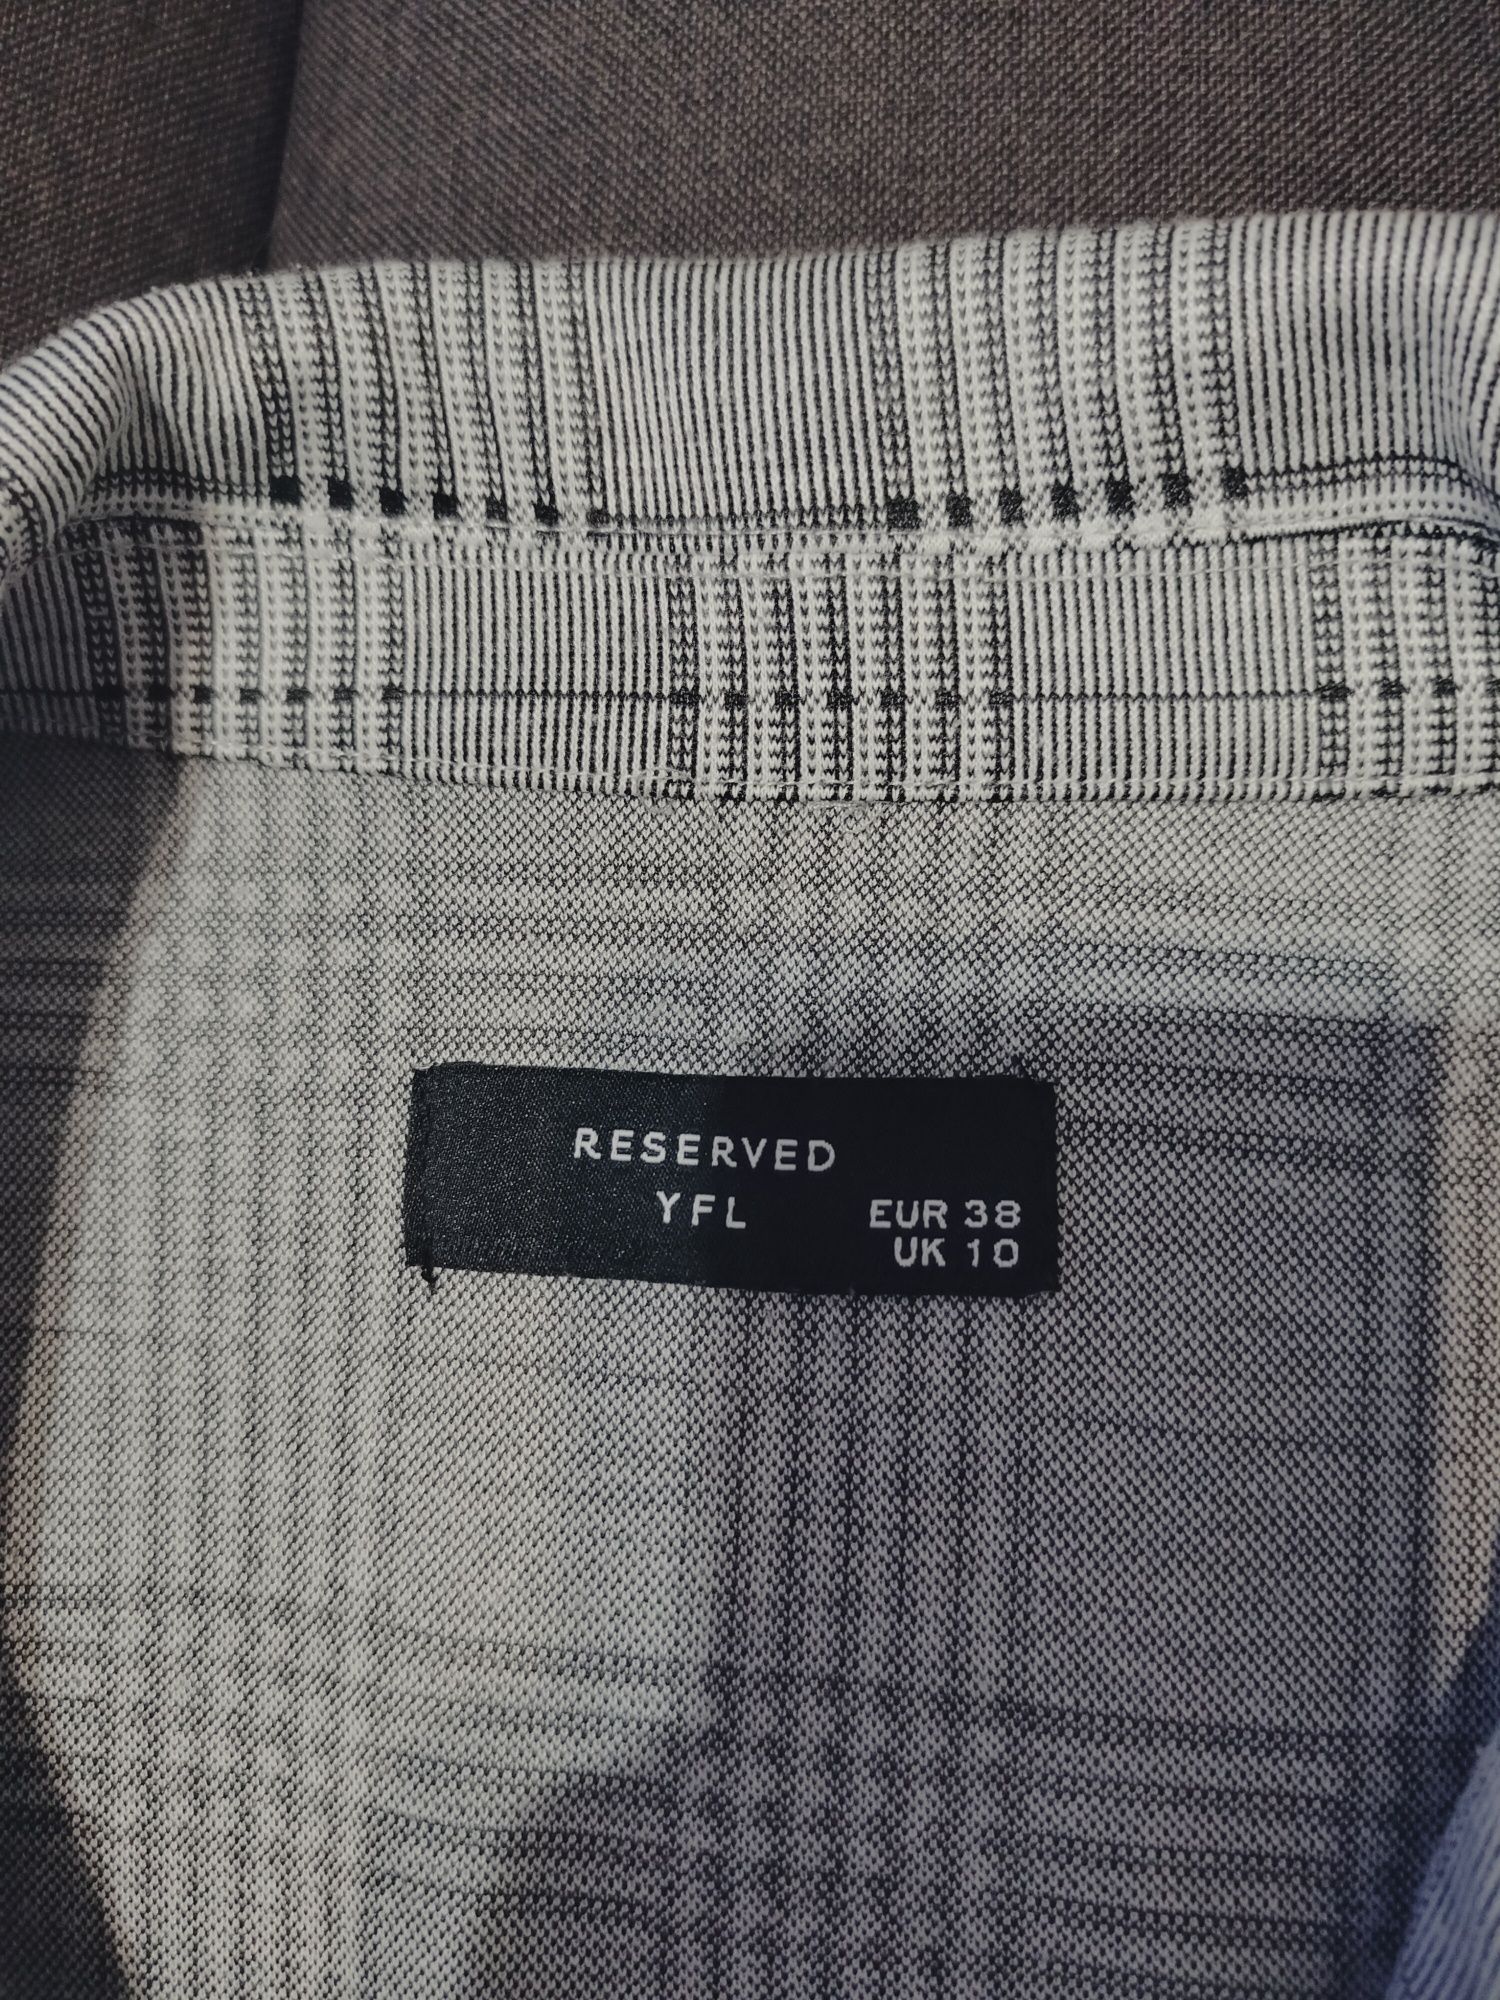 RESERVED
YFL
EUR 38
UK 10